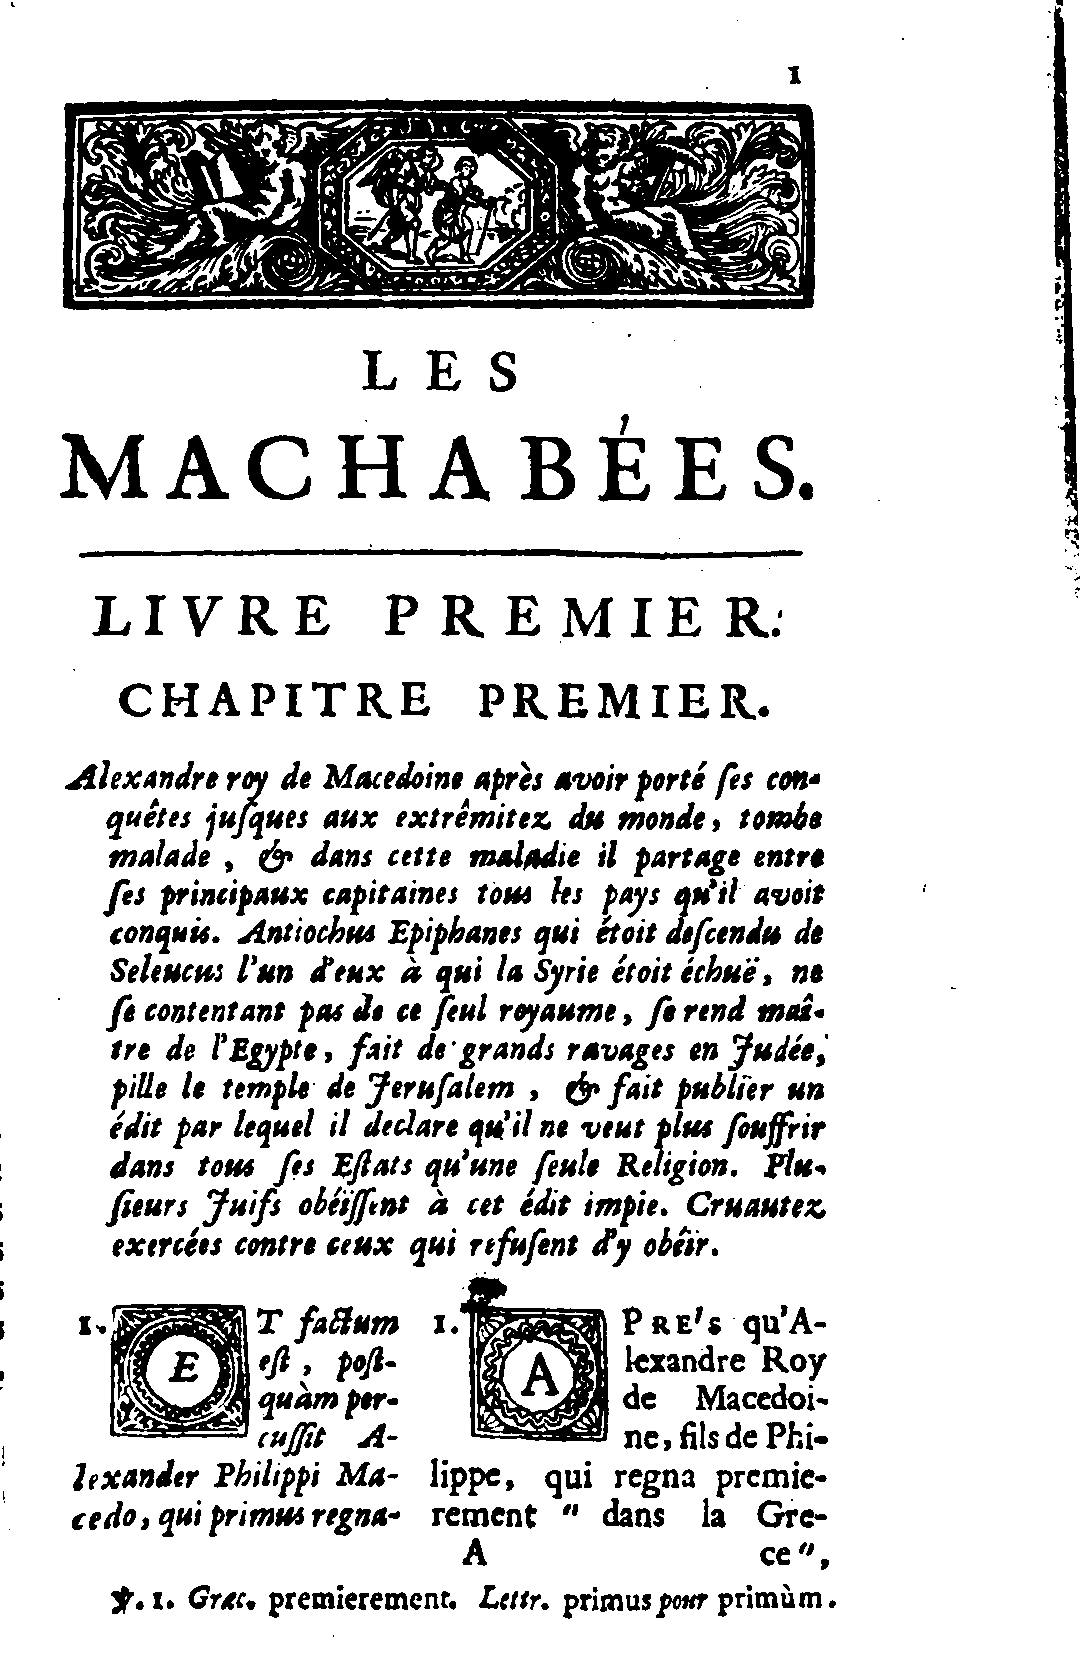 1
LES
MACHABÉES.
LIVRE PREMIER.
CHAPITRE PREMIER.
Alexandre roy de Macedoine après avoir porté ſes con-
quêtes juſques aux extrêmitez du monde, tombe
malade, & dans cette maladie il partage entre
ſes principaux capitaines tous les pays qu'il avoit
conquis. Antiochus Epiphanes qui étoit deſcendu de
Seleucus l'un d'eux à qui la Syrie étoit échuë, ne
ſe contentant pas de ce ſeul royaume, ſe rend maî-
tre de l'Egypte, fait de grands ravages en Judée,
pille le temple de Jeruſalem, & fait publier un
édit par lequel il declare qu'il ne veut plus ſouffrir
dans tous ſes Eſtats qu'une ſeule Religion. Plu-
ſieurs Juifs obéïſſent à cet édit impie. Cruautez
exercées contre ceux qui refuſent d'y obéïr.
1. ET factum
eſt, poſt-
quàm per-
cuſſit A-
lexander Philippi Ma-
cedo, qui primus regna-
1. APRE's qu'A-
lexandre Roy
de Macedoi-
ne, fils de Phi-
lippe, qui regna premie-
rement " dans la Gre-
A ce",
℣. 1. Græc. premierement. Lettr. primus pour primùm.